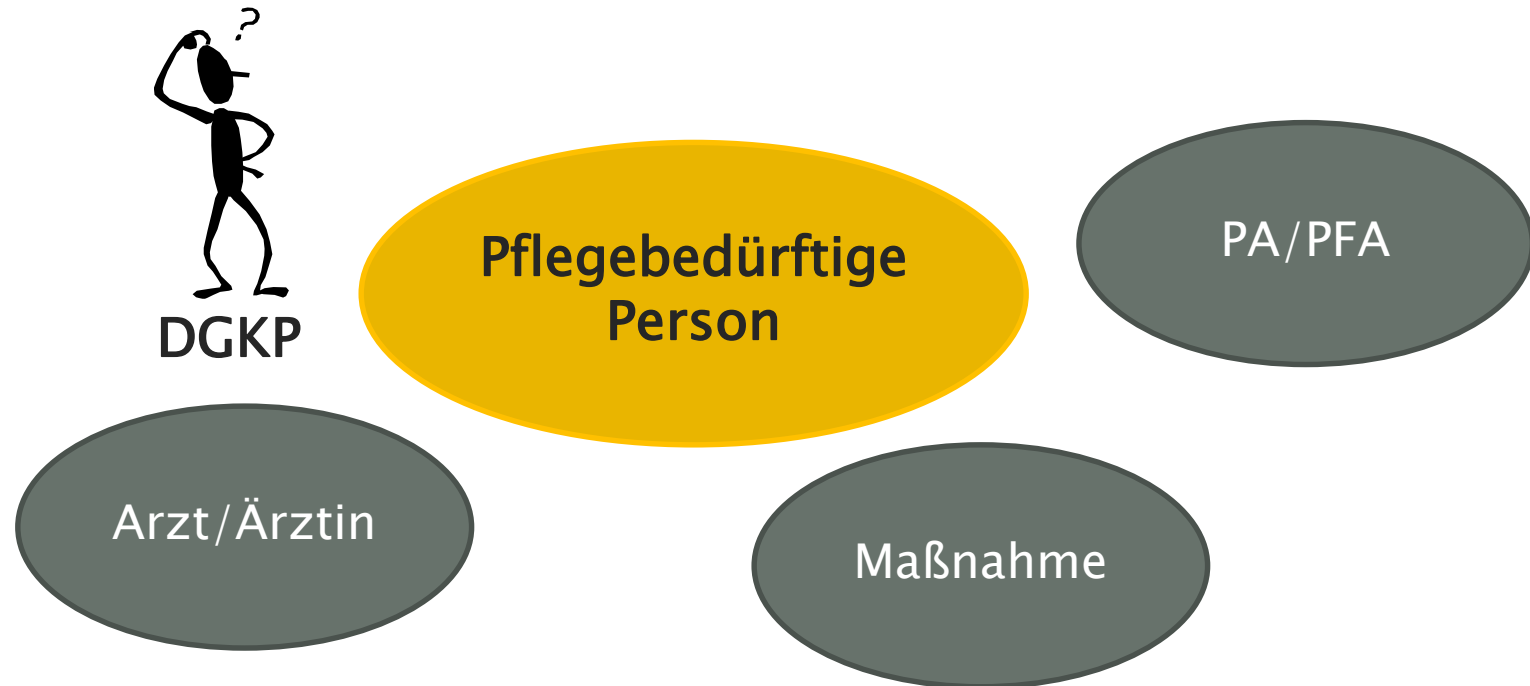 ?
DGKP
Pflegebedürftige
Person
PA/PFA
Arzt/Ärztin
Maßnahme